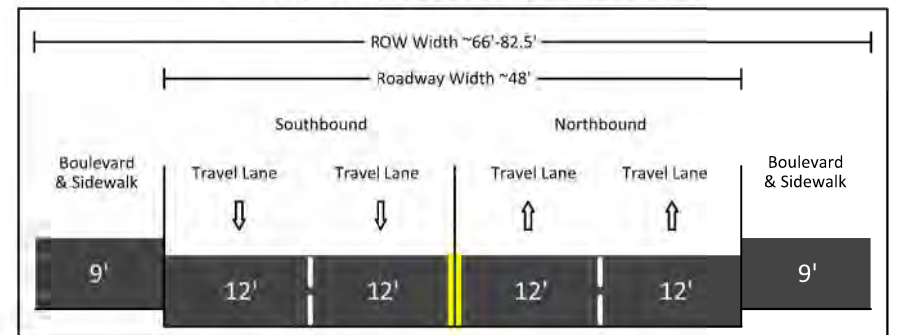 ROW Width ~66'-82.5'
Roadway Width ~48'
Southbound
Northbound
Boulevard
& Sidewalk
Travel Lane
Travel Lane
Travel Lane
Travel Lane
Boulevard
& Sidewalk
9'
12'
12'
12'
12'
9'